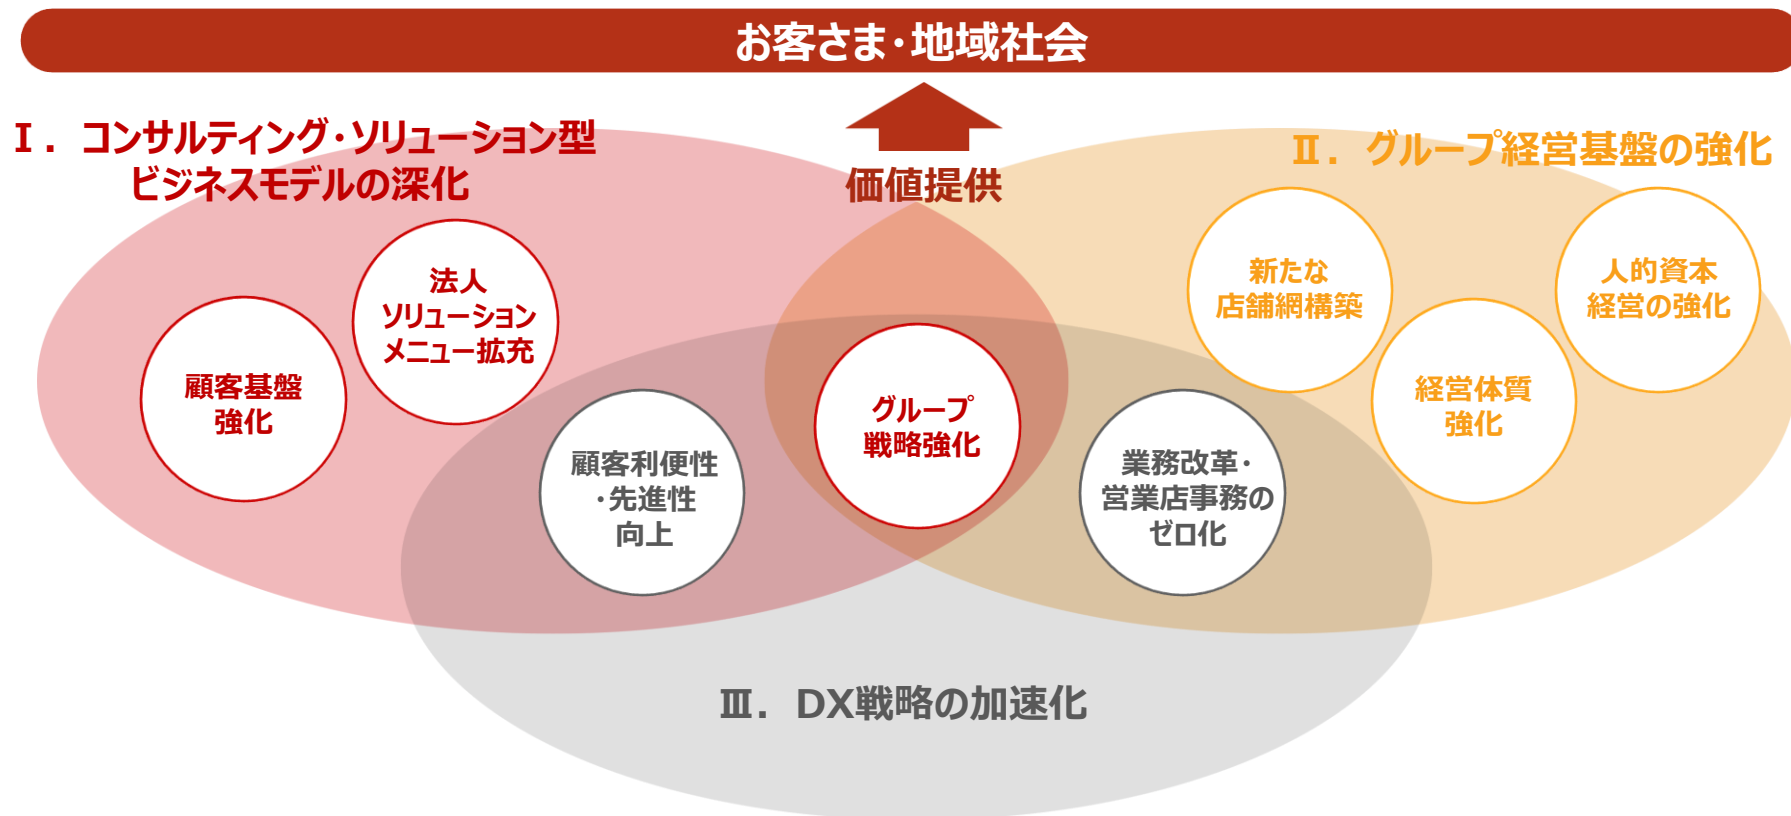 お客さま・地域社会
Ⅰ．コンサルティング・ソリューション型
ビジネスモデルの深化
価値提供
Ⅱ．グループ経営基盤の強化
法人
ソリューション
メニュー拡充
顧客基盤
強化
顧客利便性
・先進性
向上
グループ
戦略強化
業務改革・
営業店事務の
ゼロ化
新たな
店舗網構築
経営体質
強化
人的資本
経営の強化
Ⅲ．DX戦略の加速化